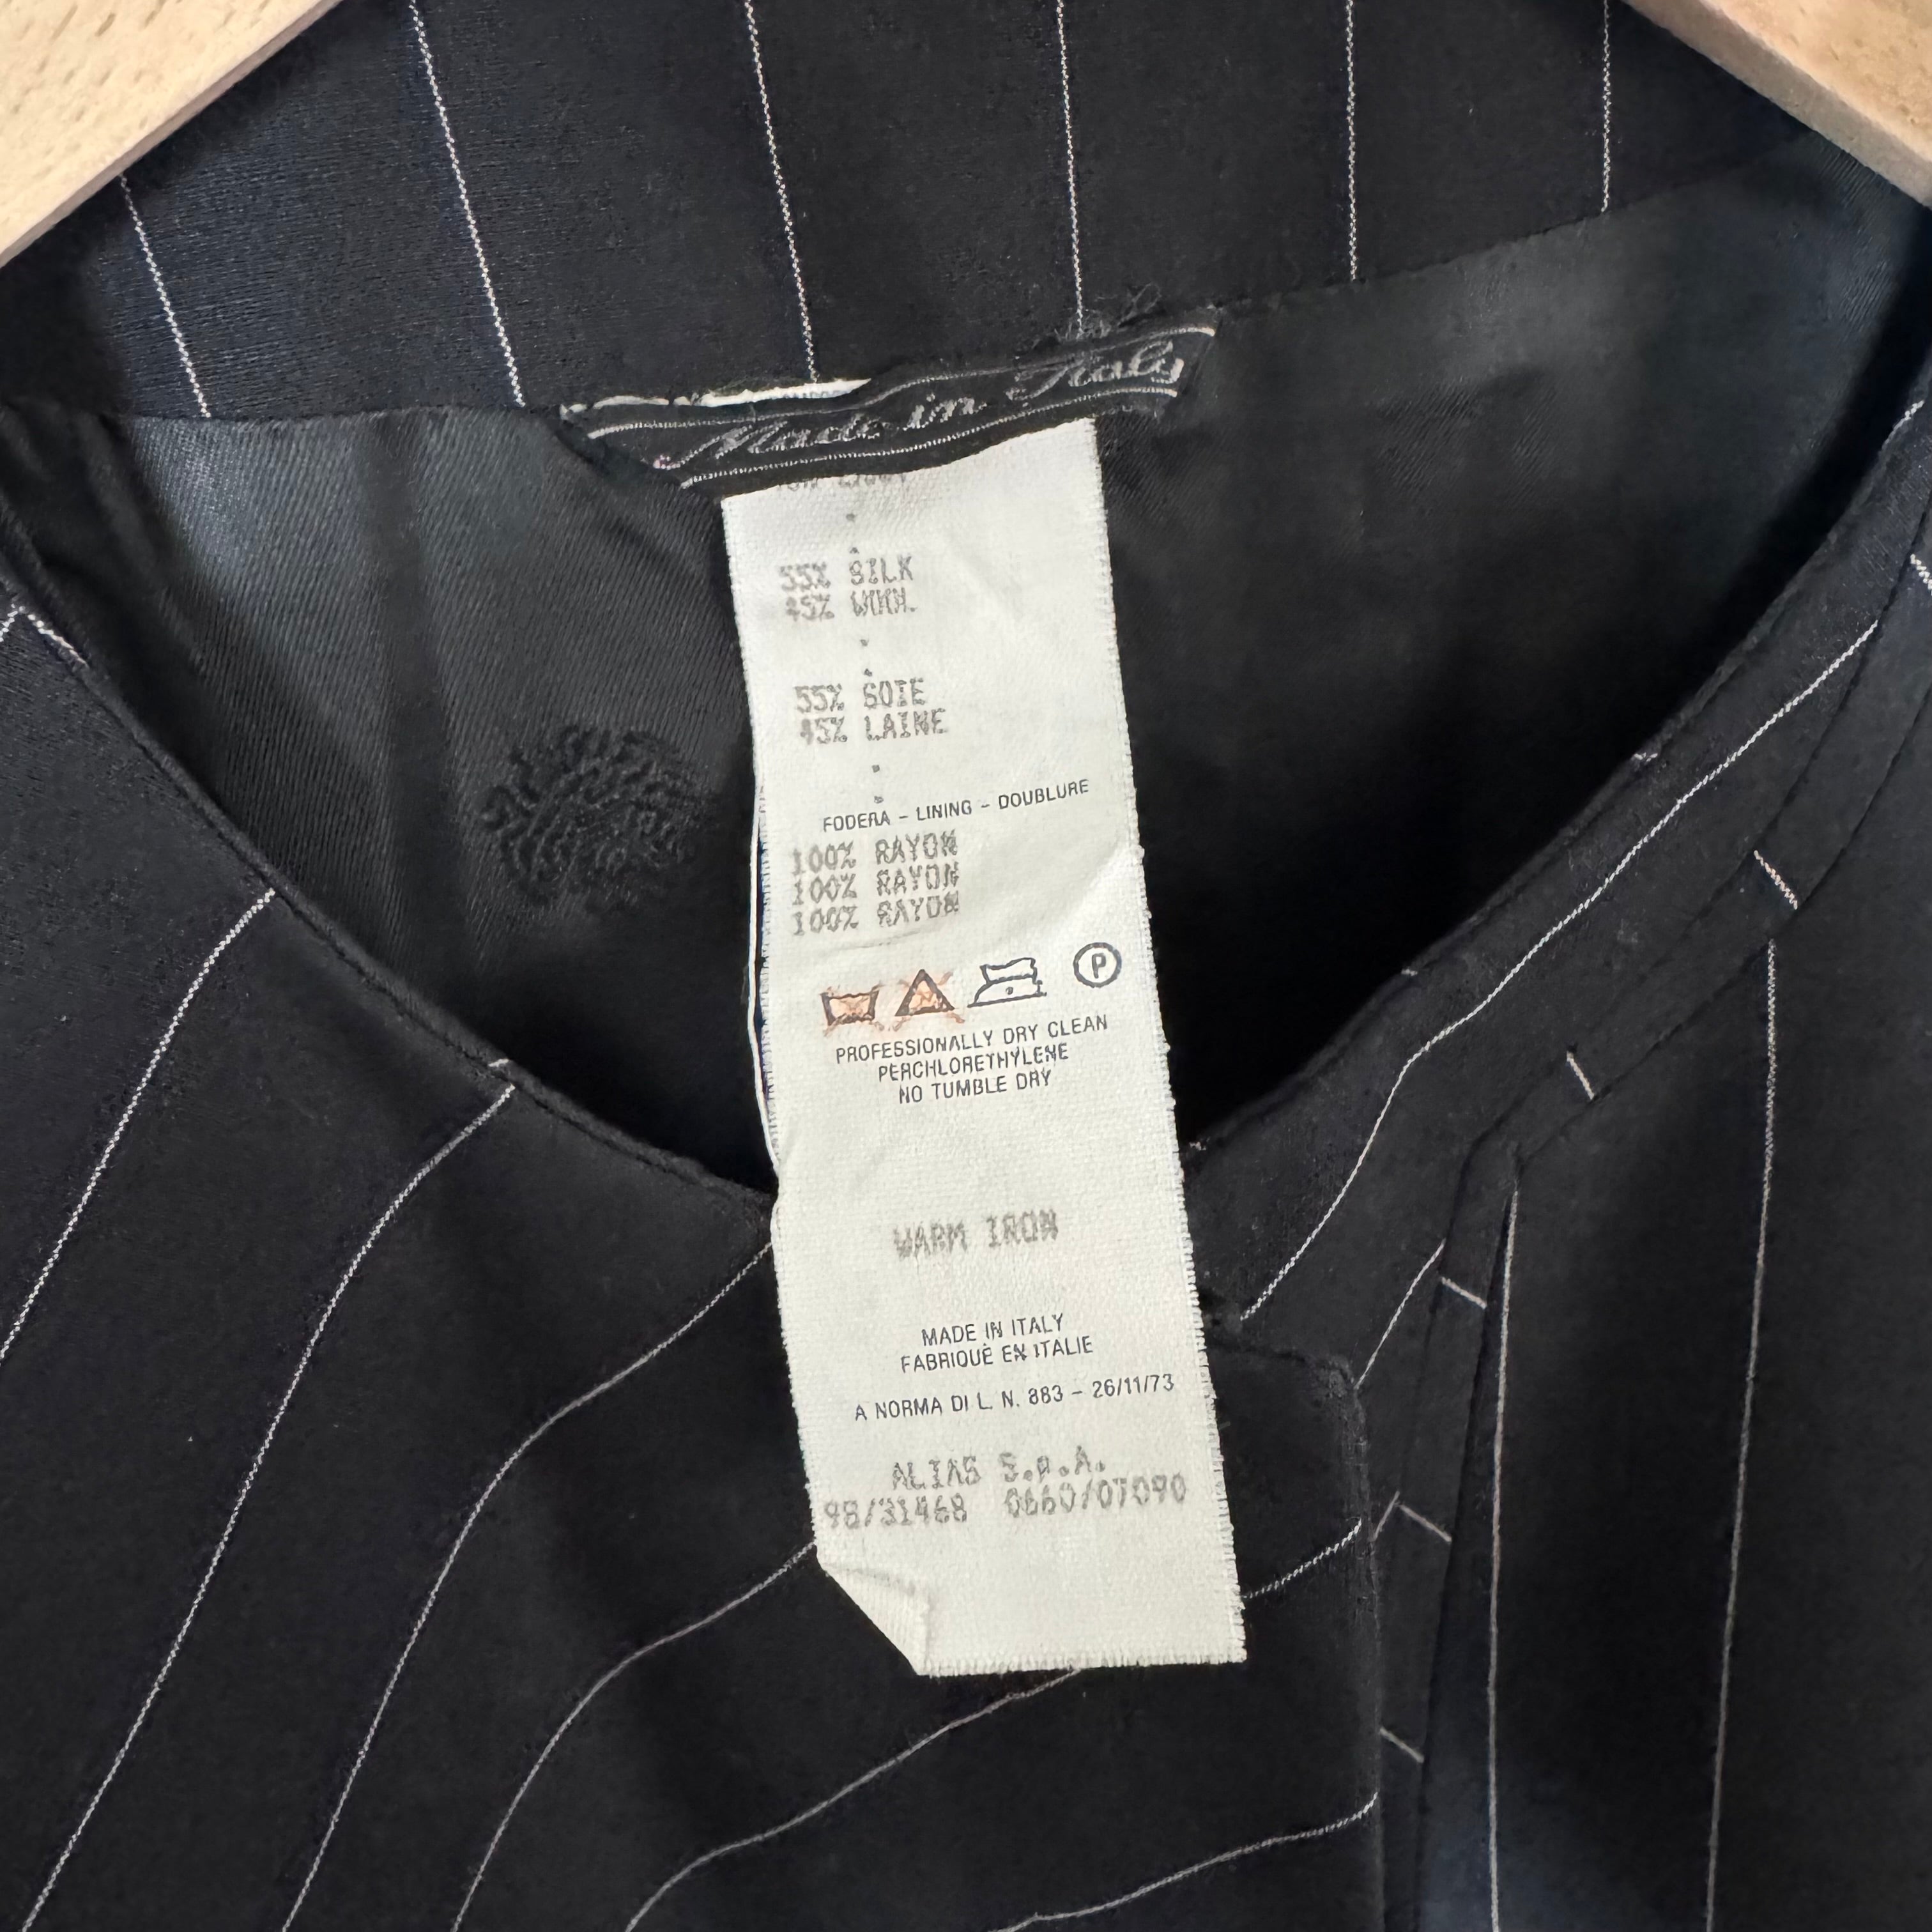 Made in Italy
55% SILK
45% WOOL
55% SOIE
45% LAINE
FODERA - LINING - DOUBLURE
100% RAYON
100% RAYON
100% RAYON
P
PROFESSIONALLY DRY CLEAN
PERCHLORETHYLENE
NO TUMBLE DRY
WARM IRON
MADE IN ITALY
FABRIQUÈ EN ITALIE
A NORMA DI L. N. 883 - 26/11/73
ALIAS S.p.A.
98/31468 0660/07090